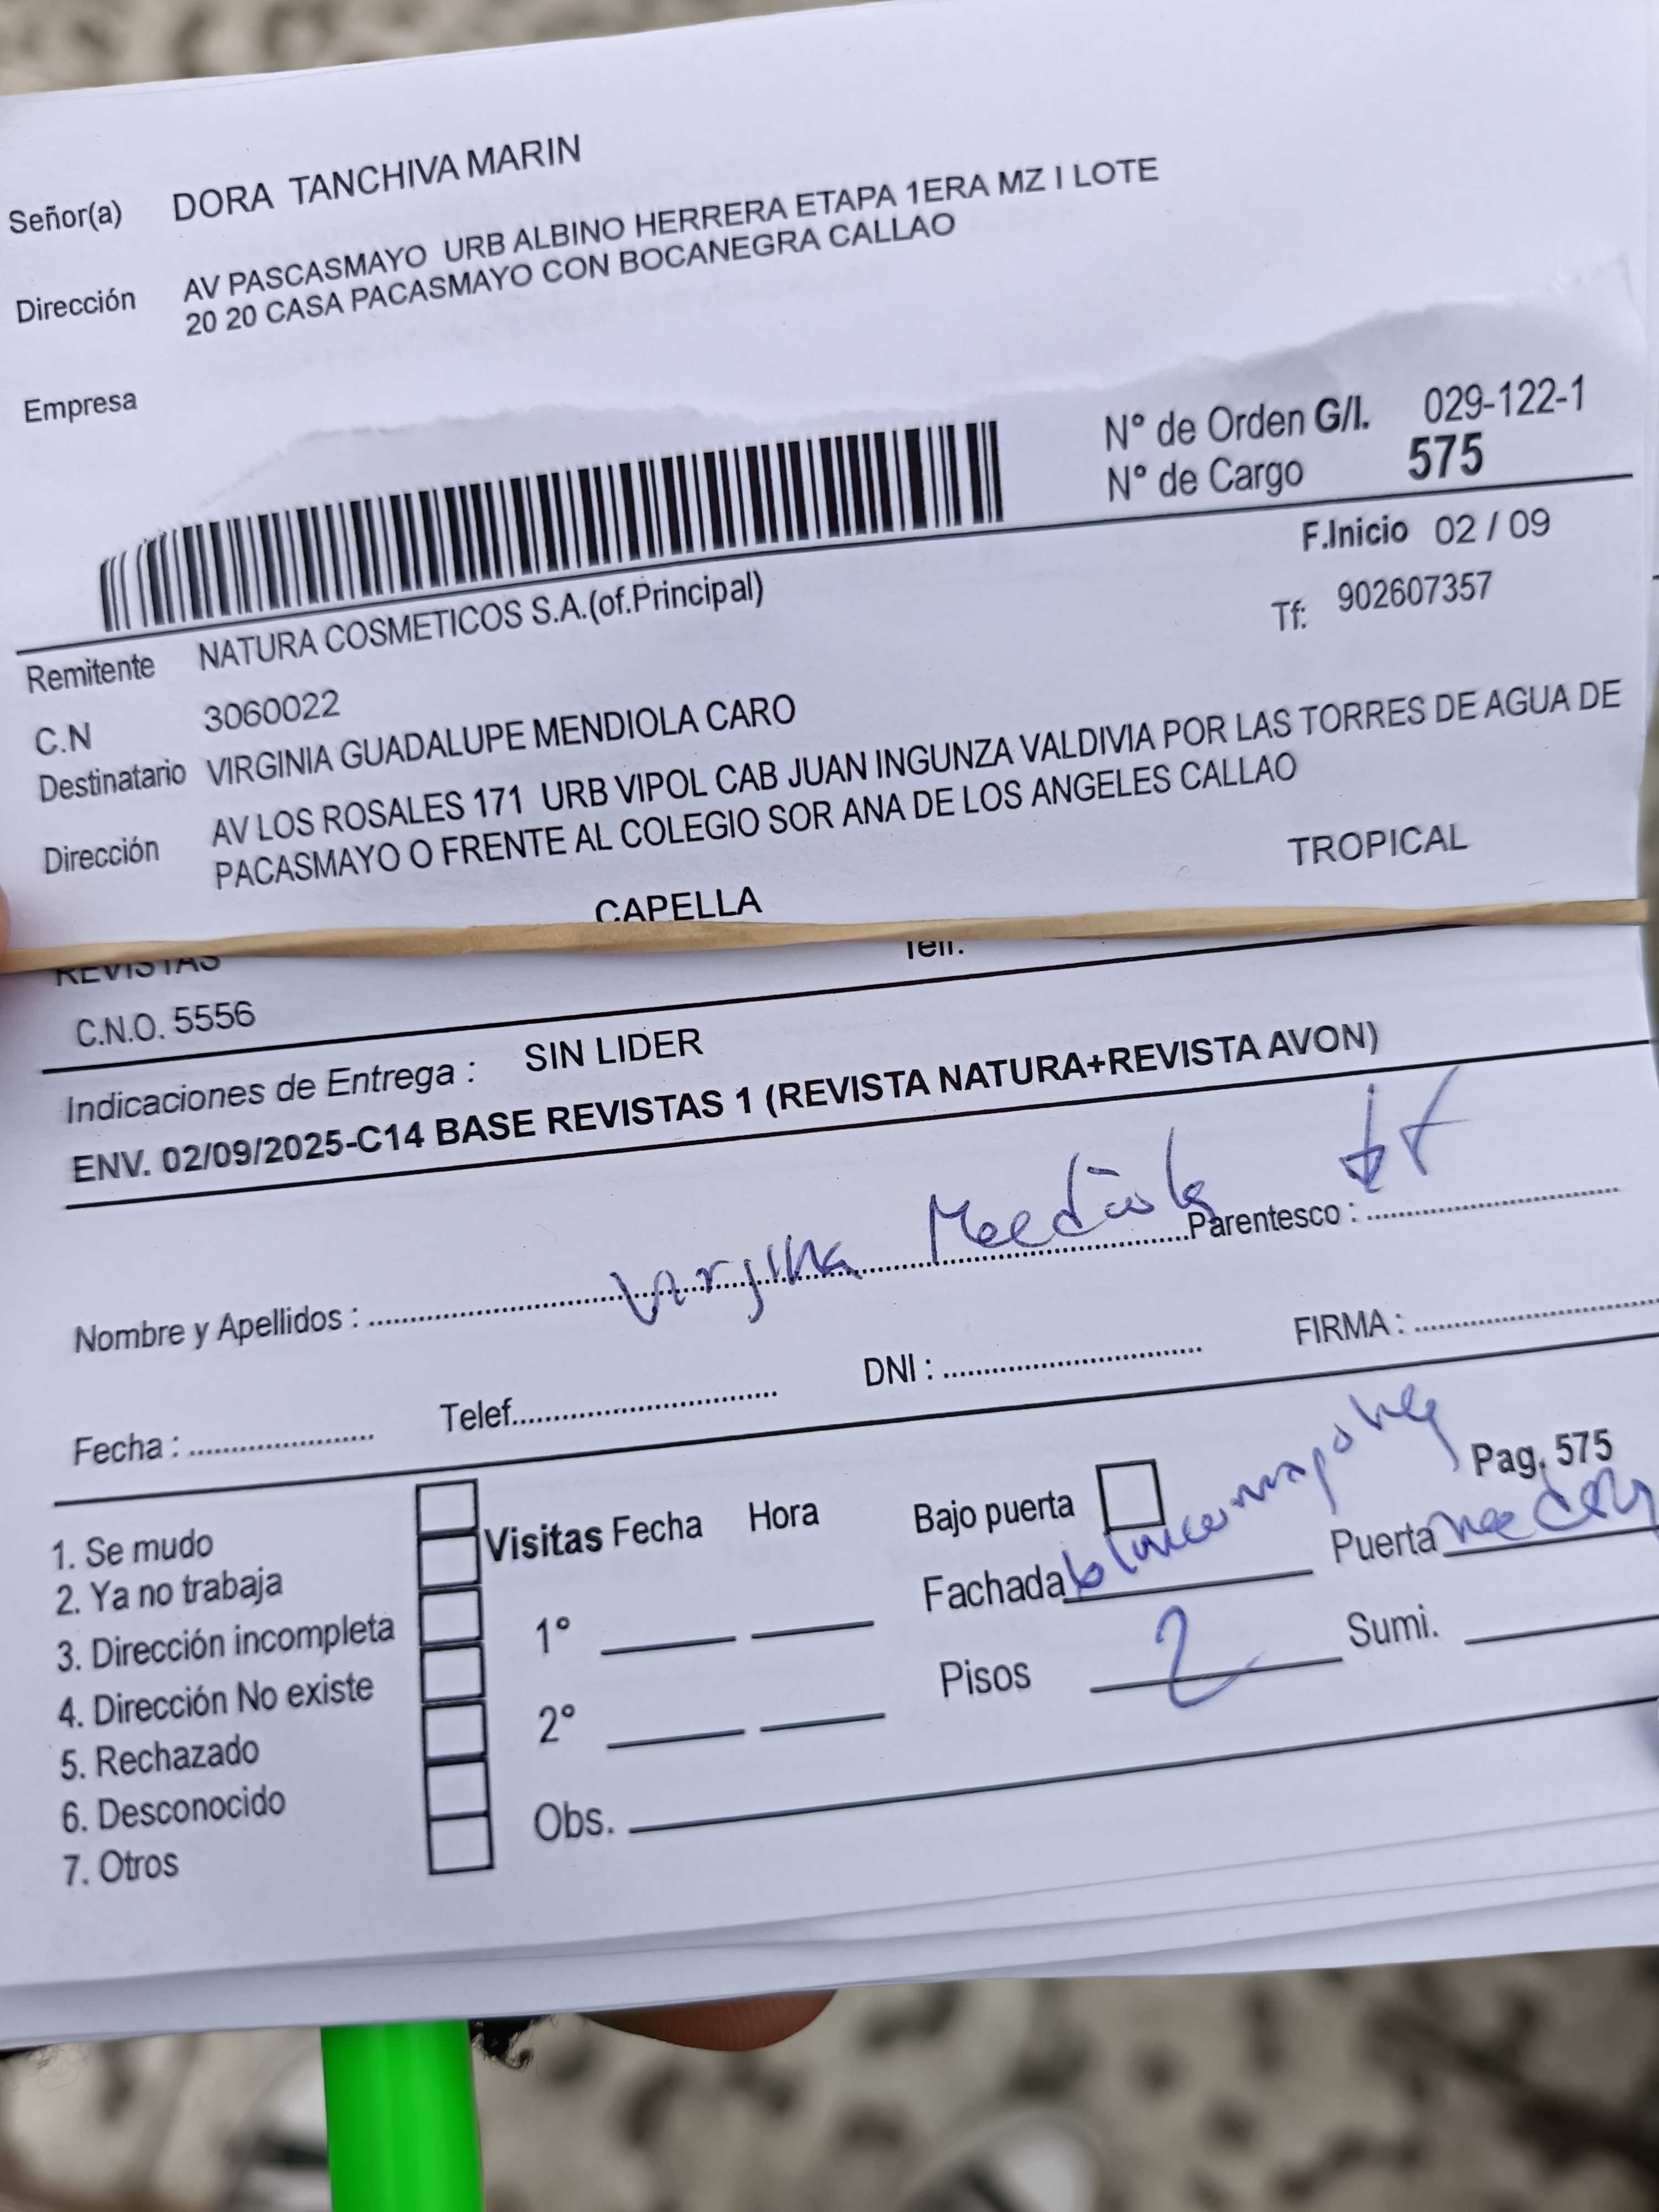 Señor(a) DORA TANCHIVA MARIN
Dirección AV PASCASMAYO URB ALBINO HERRERA ETAPA 1ERA MZ I LOTE
20 20 CASA PACASMAYO CON BOCANEGRA CALLAO
Empresa
N° de Orden G/I. 029-122-1
N° de Cargo 575
F.Inicio 02 / 09
Remitente NATURA COSMETICOS S.A.(of.Principal)
Tf: 902607357
C.N 3060022
Destinatario VIRGINIA GUADALUPE MENDIOLA CARO
Dirección AV LOS ROSALES 171 URB VIPOL CAB JUAN INGUNZA VALDIVIA POR LAS TORRES DE AGUA DE
PACASMAYO O FRENTE AL COLEGIO SOR ANA DE LOS ANGELES CALLAO
CAPELLA TROPICAL
REVISTAS Telf.
C.N.O. 5556
Indicaciones de Entrega : SIN LIDER
ENV. 02/09/2025-C14 BASE REVISTAS 1 (REVISTA NATURA+REVISTA AVON)
Nombre y Apellidos : Virginia Mendiola Parentesco : tt
Fecha : Telef. DNI : FIRMA :
Pag. 575
1. Se mudo
2. Ya no trabaja
3. Dirección incompleta
4. Dirección No existe
5. Rechazado
6. Desconocido
7. Otros
Visitas Fecha Hora
1°
2°
Obs.
Bajo puerta
Fachada blanco Puerta
Pisos 2 Sumi.